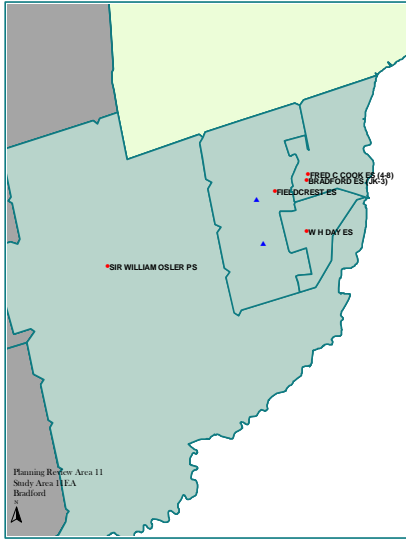 FRED C COOK ES (4-8)
BRADFORD ES (JK-3)
FIELDCREST ES
W H DAY ES
SIR WILLIAM OSLER PS
Planning Review Area 11
Study Area 11EA
Bradford
N